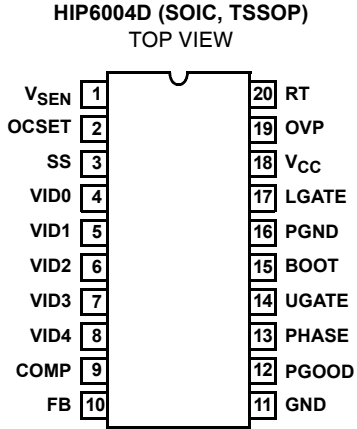 HIP6004D (SOIC, TSSOP)
TOP VIEW
VSEN 1
OCSET 2
SS 3
VID0 4
VID1 5
VID2 6
VID3 7
VID4 8
COMP 9
FB 10
20 RT
19 OVP
18 VCC
17 LGATE
16 PGND
15 BOOT
14 UGATE
13 PHASE
12 PGOOD
11 GND